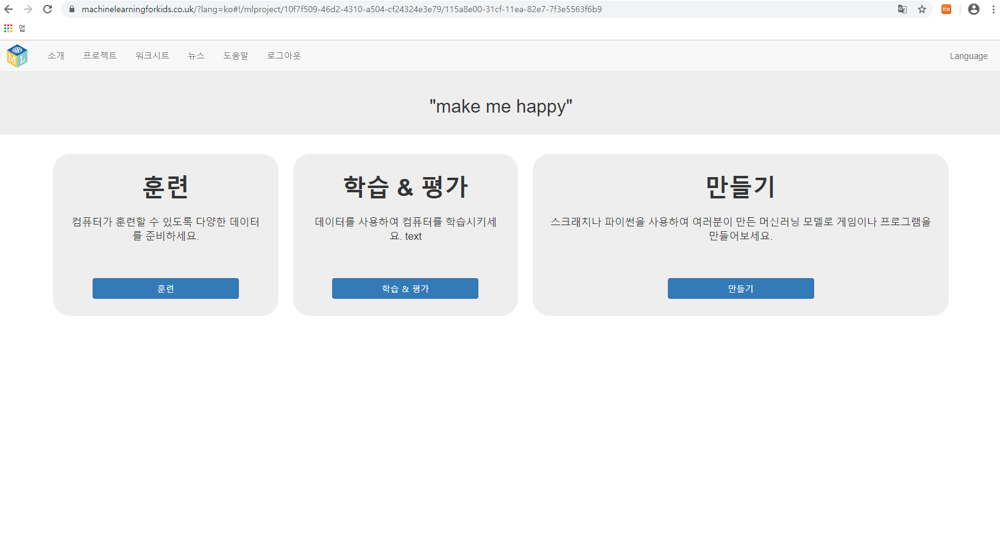 machinelearningforkids.co.uk/?lang=ko#!/mlproject/10f7f509-46d2-4310-a504-cf24324e3e79/115a8e00-31cf-11ea-82e7-7f3e5563f6b9
앱
ML 소개 프로젝트 워크시트 뉴스 도움말 로그아웃 Language
"make me happy"
훈련
컴퓨터가 훈련할 수 있도록 다양한 데이터
를 준비하세요.
훈련
학습 & 평가
데이터를 사용하여 컴퓨터를 학습시키세
요. text
학습 & 평가
만들기
스크래치나 파이썬을 사용하여 여러분이 만든 머신러닝 모델로 게임이나 프로그램을
만들어보세요.
만들기